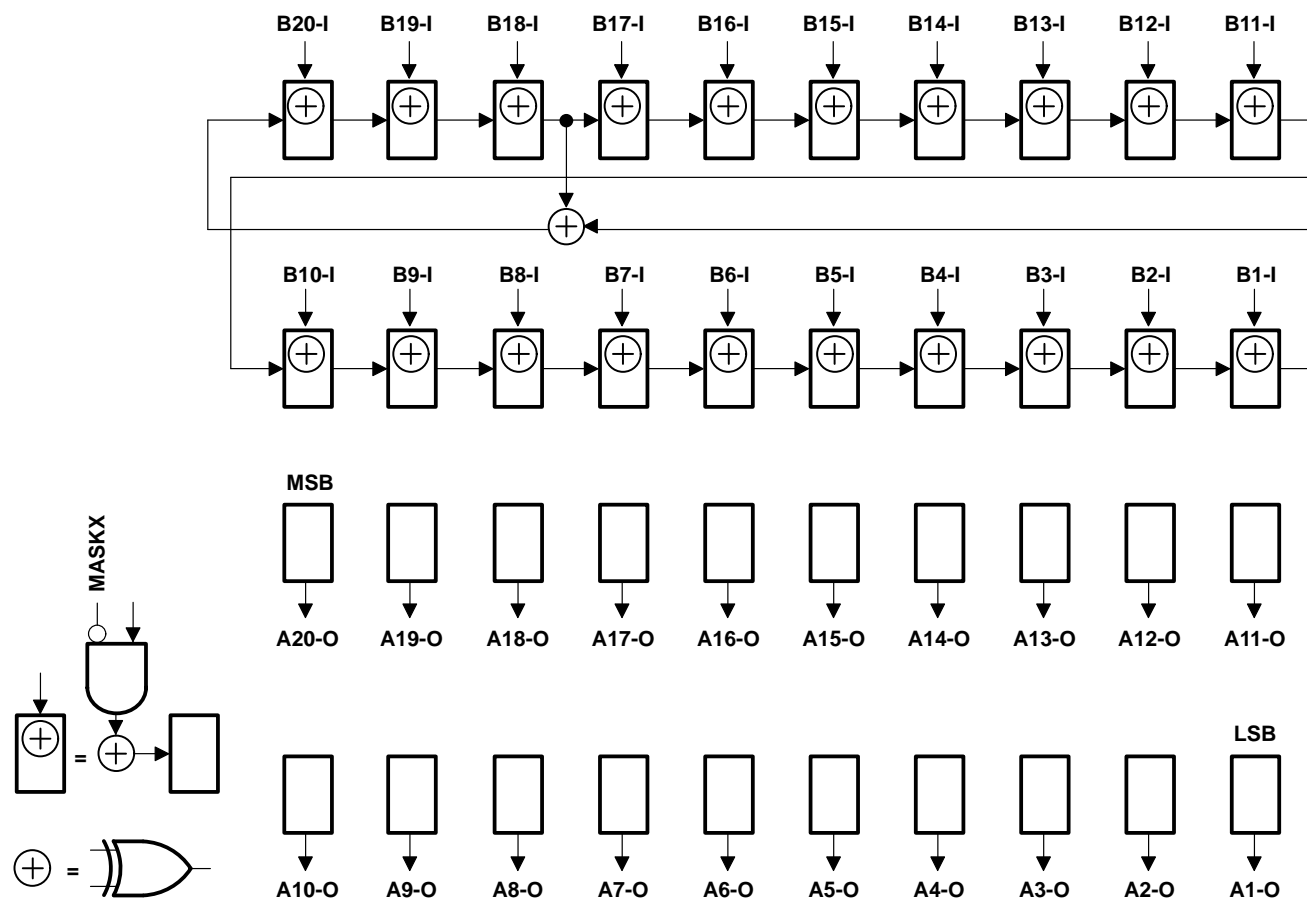 B20-I B19-I B18-I B17-I B16-I B15-I B14-I B13-I B12-I B11-I
B10-I B9-I B8-I B7-I B6-I B5-I B4-I B3-I B2-I B1-I
MSB
MASKX
A20-O A19-O A18-O A17-O A16-O A15-O A14-O A13-O A12-O A11-O
LSB
=
=
A10-O A9-O A8-O A7-O A6-O A5-O A4-O A3-O A2-O A1-O